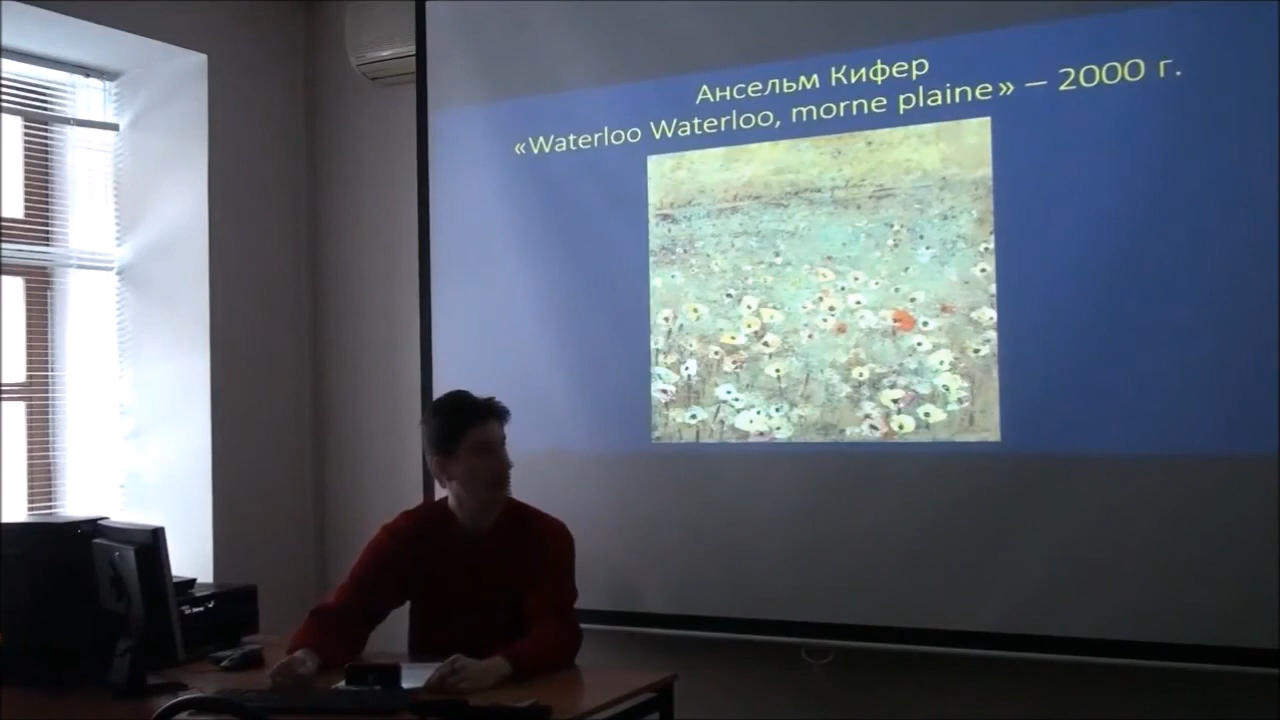 Ансельм Кифер
«Waterloo Waterloo, morne plaine» – 2000 г.